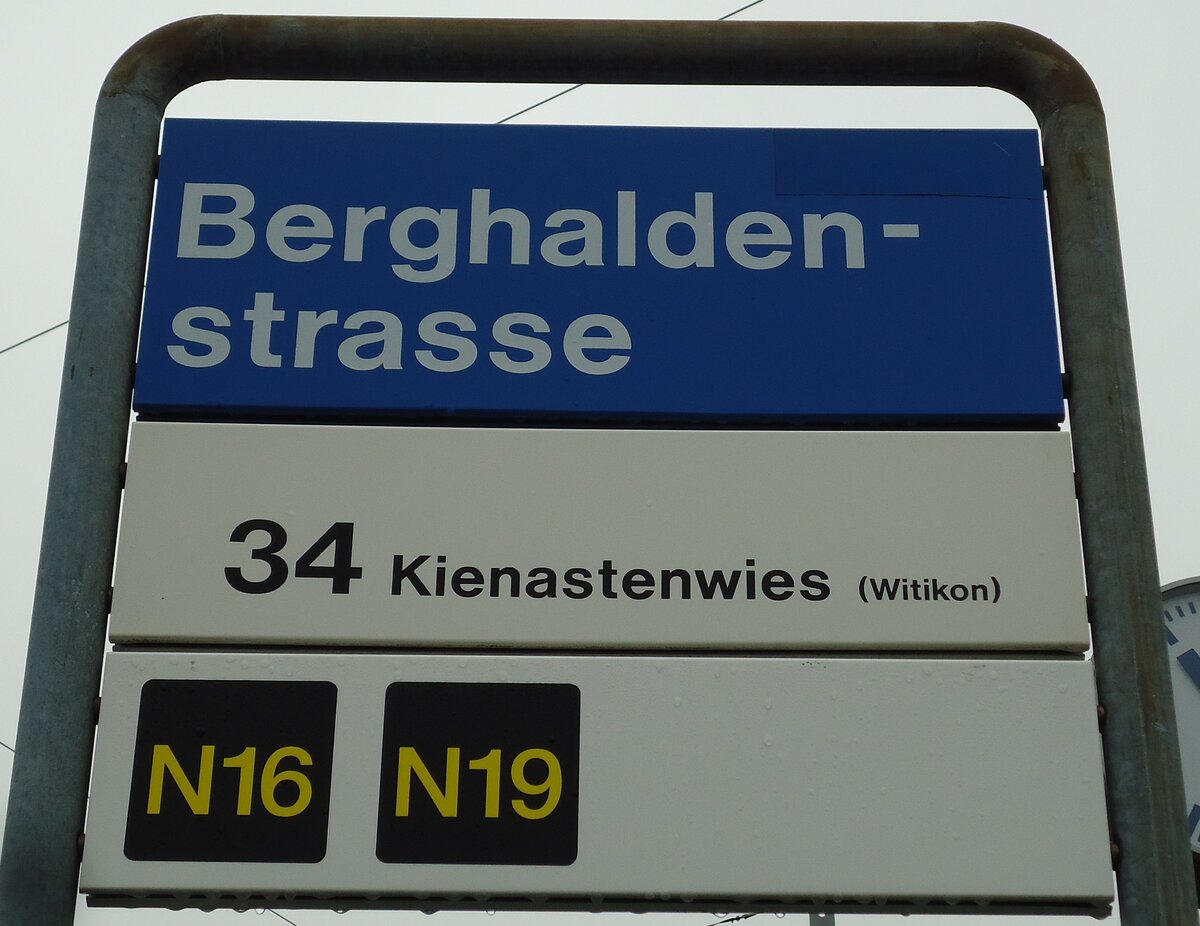 Berghalden-
strasse
34 Kienastenwies (Witikon)
N16 N19